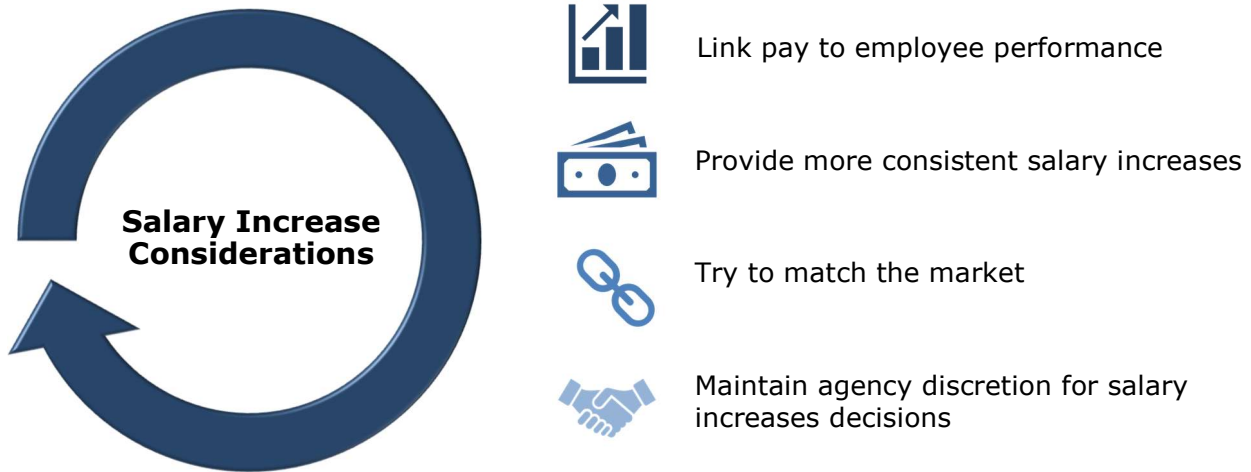 Salary Increase
Considerations
Link pay to employee performance
Provide more consistent salary increases
Try to match the market
Maintain agency discretion for salary
increases decisions